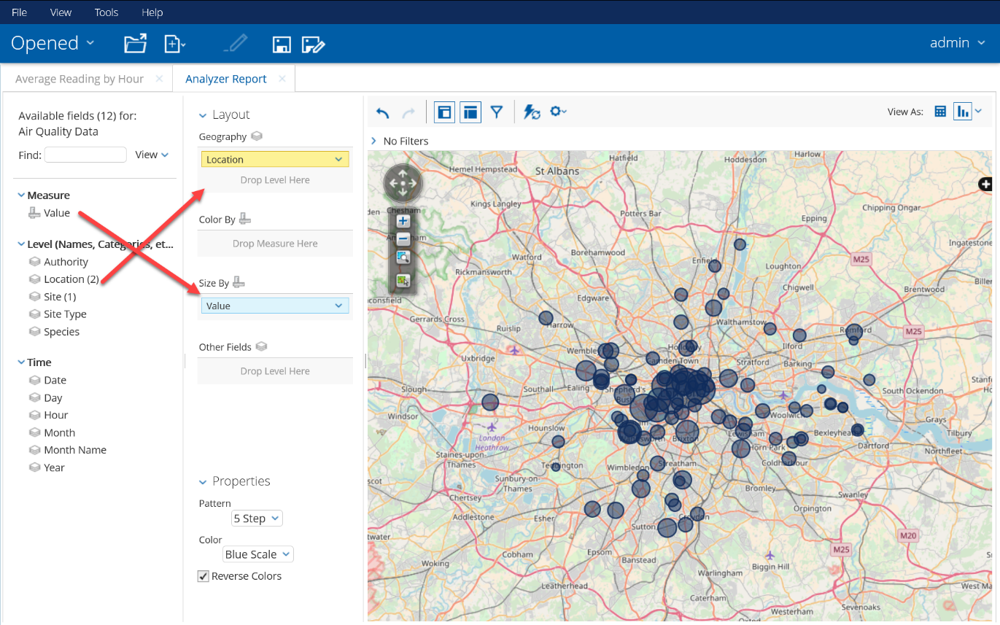 File View Tools Help
Opened
admin
Average Reading by Hour
Analyzer Report
Available fields (12) for:
Air Quality Data
Find:
View
Measure
Value
Level (Names, Categories, et...
Authority
Location (2)
Site (1)
Site Type
Species
Time
Date
Day
Hour
Month
Month Name
Year
Layout
Geography
Location
Drop Level Here
Color By
Drop Measure Here
Size By
Value
Other Fields
Drop Level Here
Properties
Pattern
5 Step
Color
Blue Scale
Reverse Colors
View As:
No Filters
Hatfield
Hoddesdon
Harlow
Hemel Hempstead
St Albans
Kings Langley
Chipping Ongar
Chesham
Potters Bar
Epping
Amersham
Watford
Borehamwood
Enfield
Ingatestone
M25
Loughton
Rickmansworth
Chigwell
Brentwood
Edgware
Gerrards Cross
Harrow
Walthamstow
Ruislip
Romford
M25
Wembley
Holloway
Ilford
Uxbridge
Camden Town
Stratford
Barking
Slough
Southall
Ealing
Shepherd's
Bush
South Ockendon
Windsor
Woolwich
Grays
Hounslow
Tilbury
London
Heathrow
Wandsworth
Brixton
Lewisham
Bexleyheath
Dartford
Horn Park
Northfleet
Staines-upon-
Thames
Teddington
Wimbledon
Streatham
Coldharbour
Sunbury-on-
Thames
Bromley
Swanley
Chertsey
Orpington
Addlestone
Esher
Sutton
Croydon
M20
M25
Cobham
Epsom
Banstead
Woking
Biggin Hill
Warlingham
Leatherhead
Caterham
Sevenoaks
West Ma